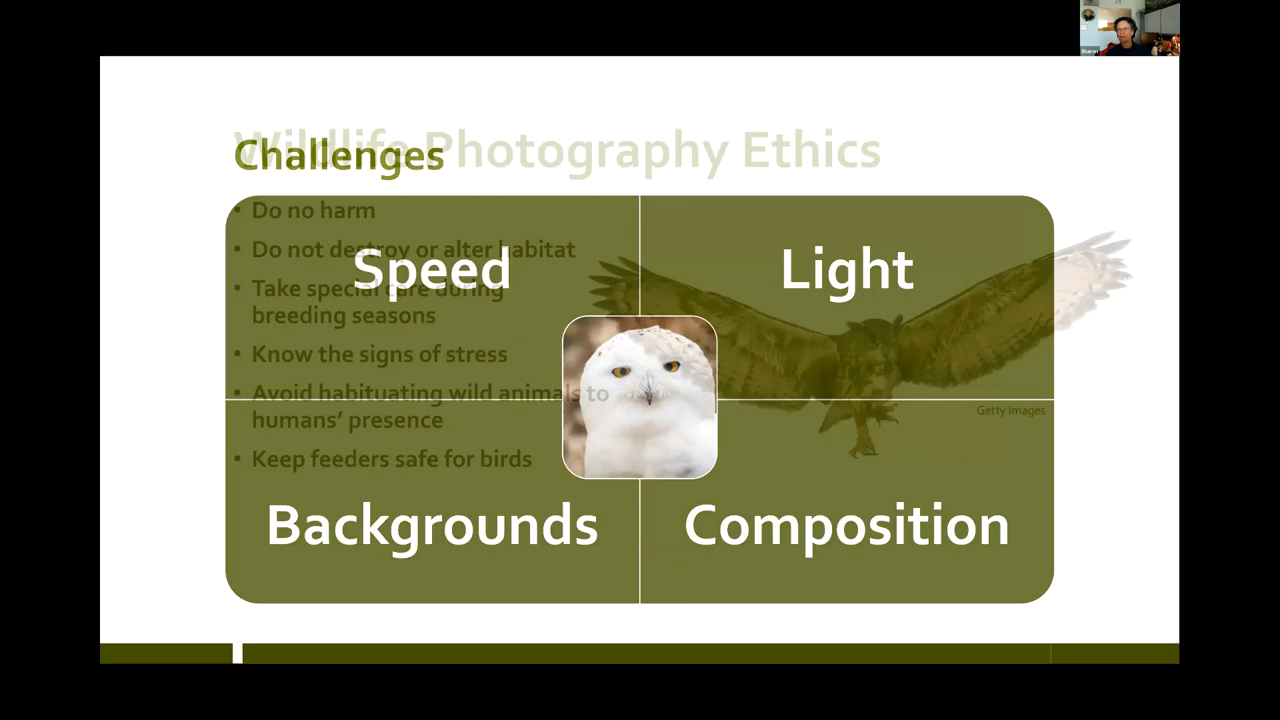 Sharon
Wildlife Photography Ethics
Challenges
• Do no harm
• Do not destroy or alter habitat
• Take special care during
breeding seasons
• Know the signs of stress
• Avoid habituating wild animals to
humans’ presence
• Keep feeders safe for birds
Speed
Light
Getty Images
Backgrounds
Composition